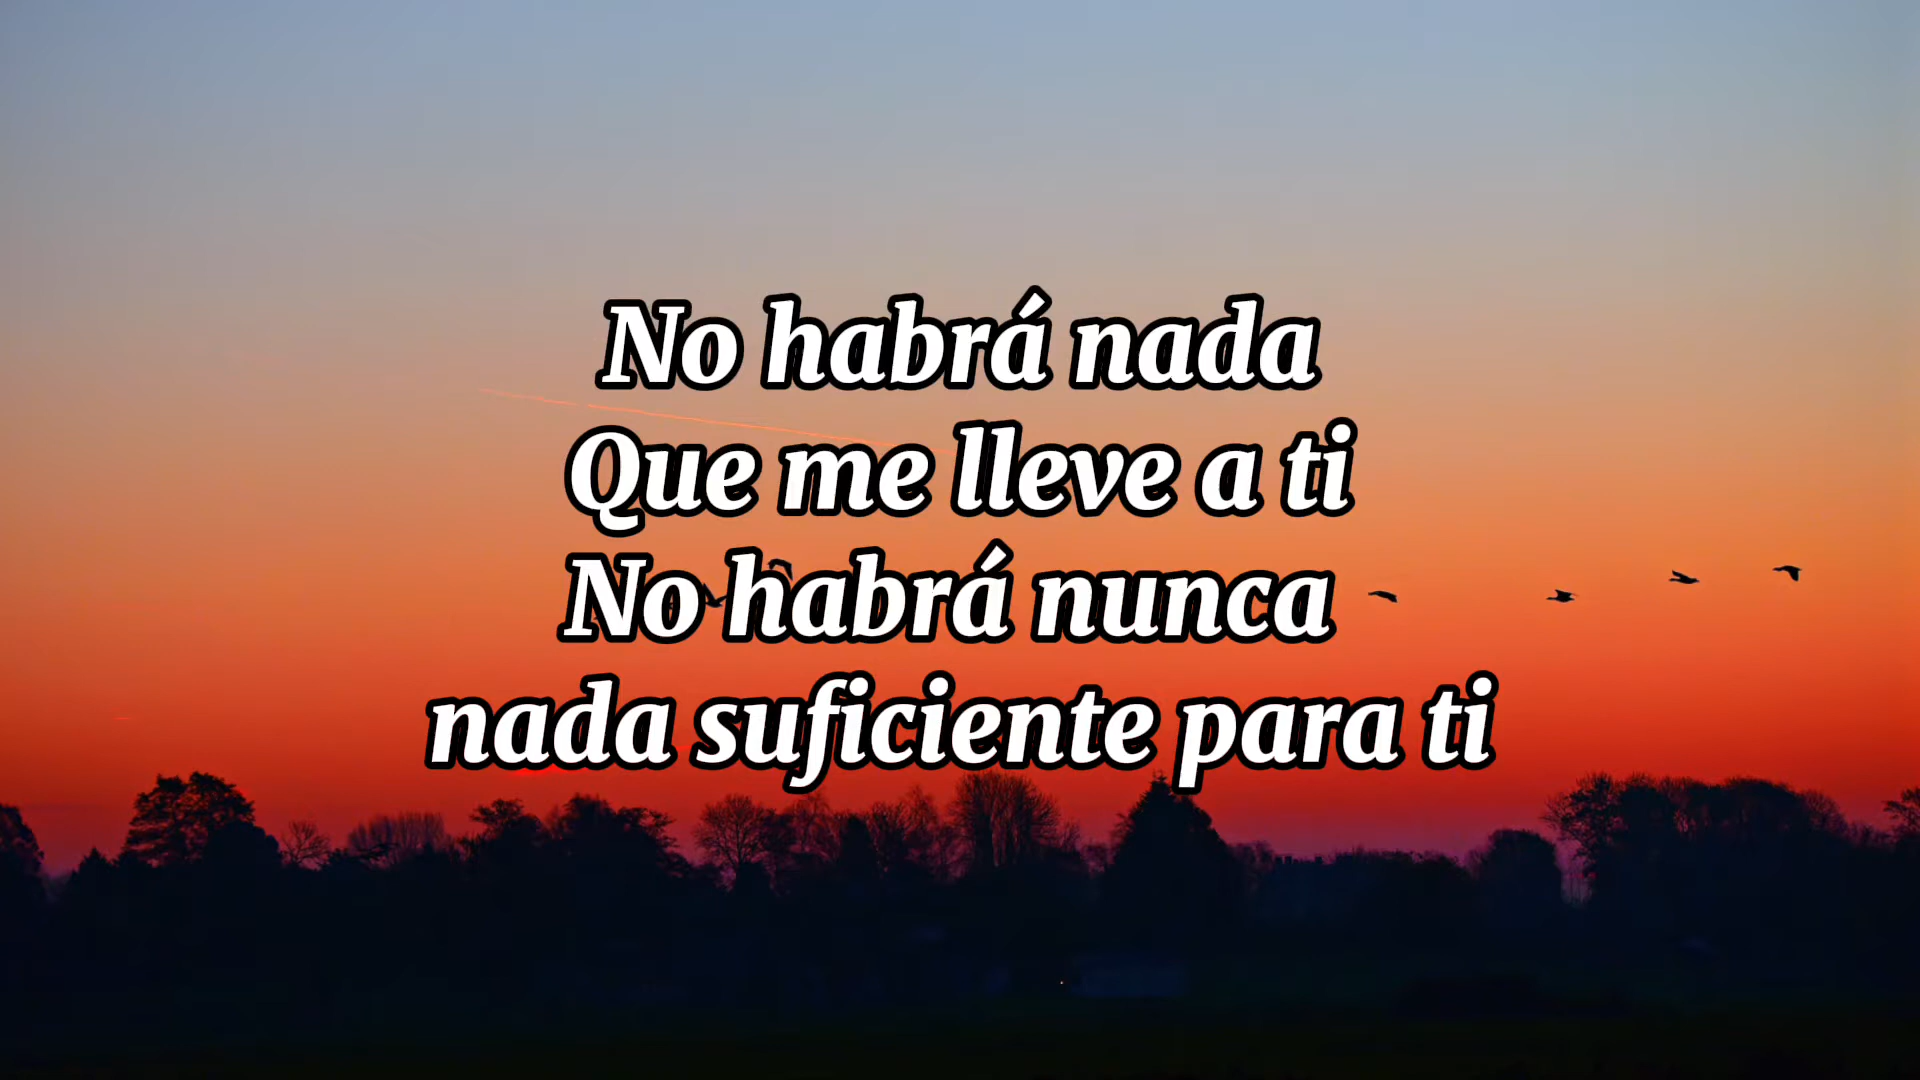 No habrá nada
Que me lleve a ti
No habrá nunca
nada suficiente para ti